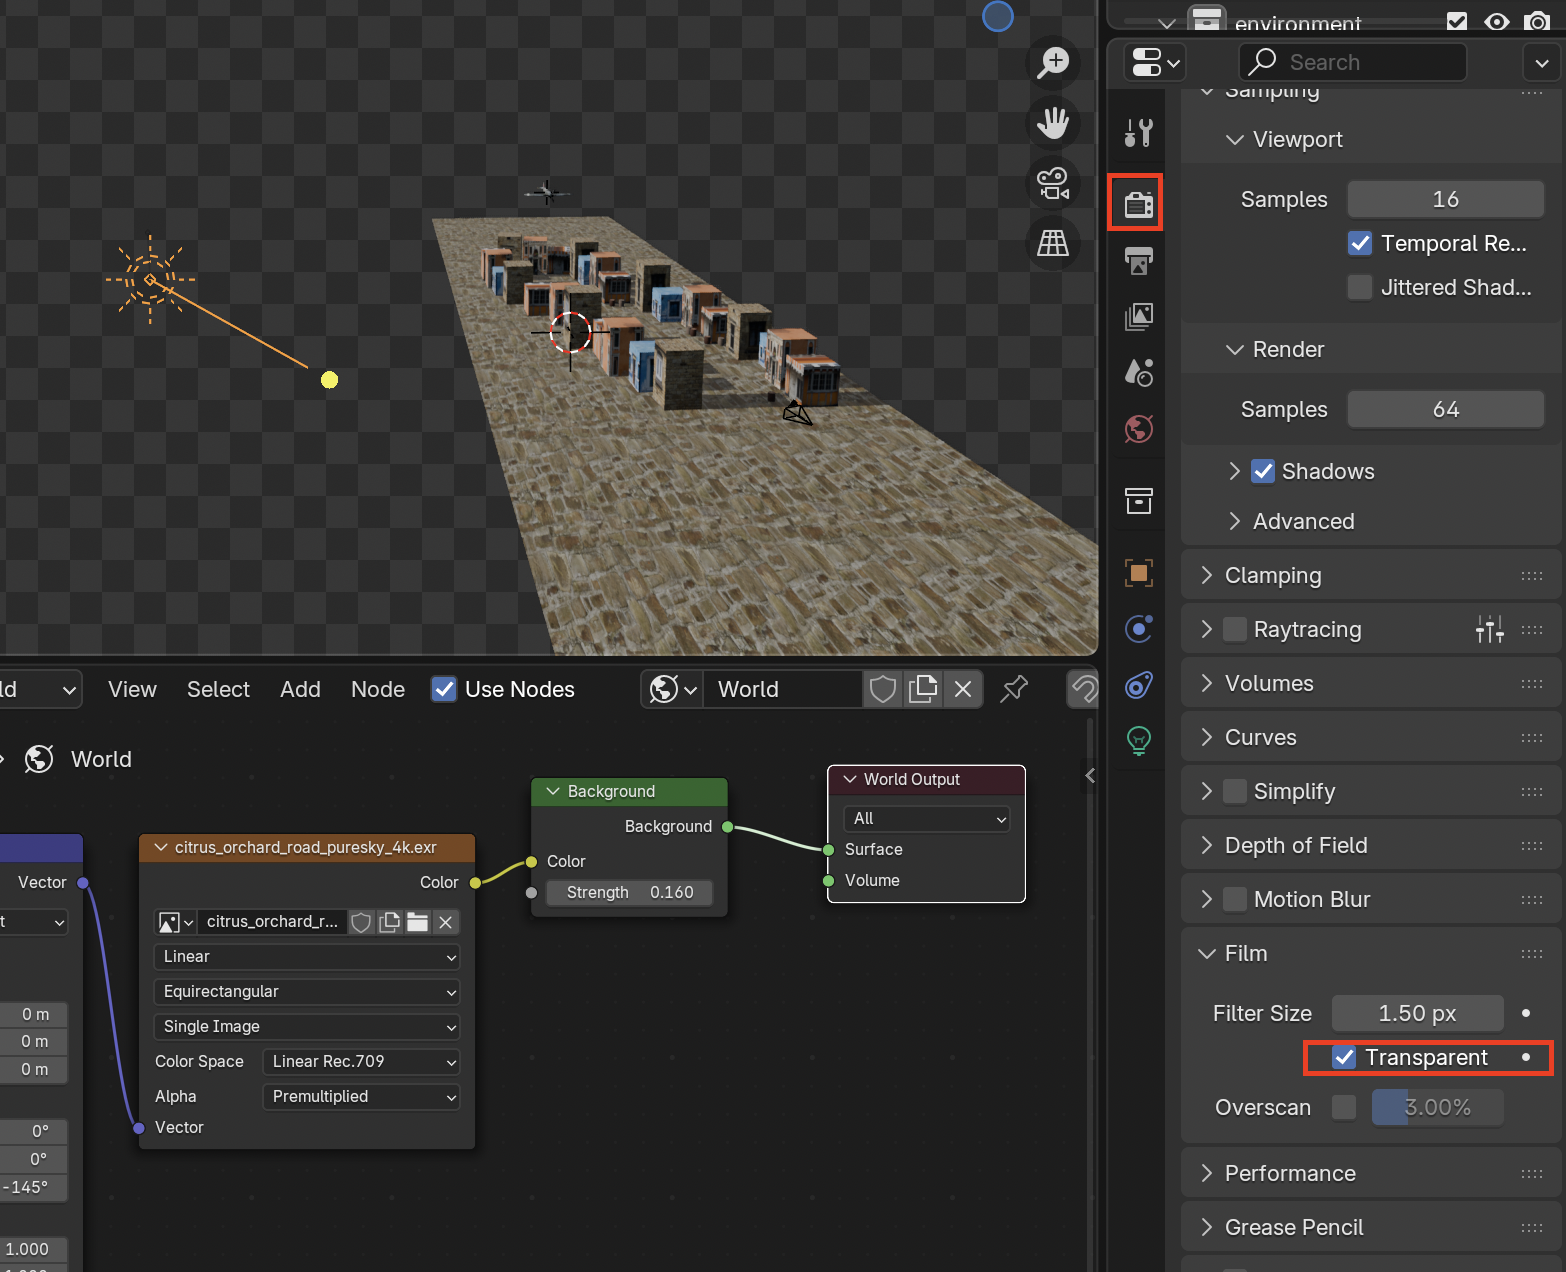 environment
Search
Sampling
Viewport
Samples 16
Temporal Re...
Jittered Shad...
Render
Samples 64
Shadows
Advanced
Clamping
Raytracing
Volumes
Curves
Simplify
Depth of Field
Motion Blur
Film
Filter Size 1.50 px
Transparent
Overscan 3.00%
Performance
Grease Pencil
ld View Select Add Node Use Nodes World
World
Vector
t
0 m
0 m
0 m
0°
0°
-145°
1.000
citrus_orchard_road_puresky_4k.exr
Color
citrus_orchard_r...
Linear
Equirectangular
Single Image
Color Space Linear Rec.709
Alpha Premultiplied
Vector
Background
Background
Color
Strength 0.160
World Output
All
Surface
Volume